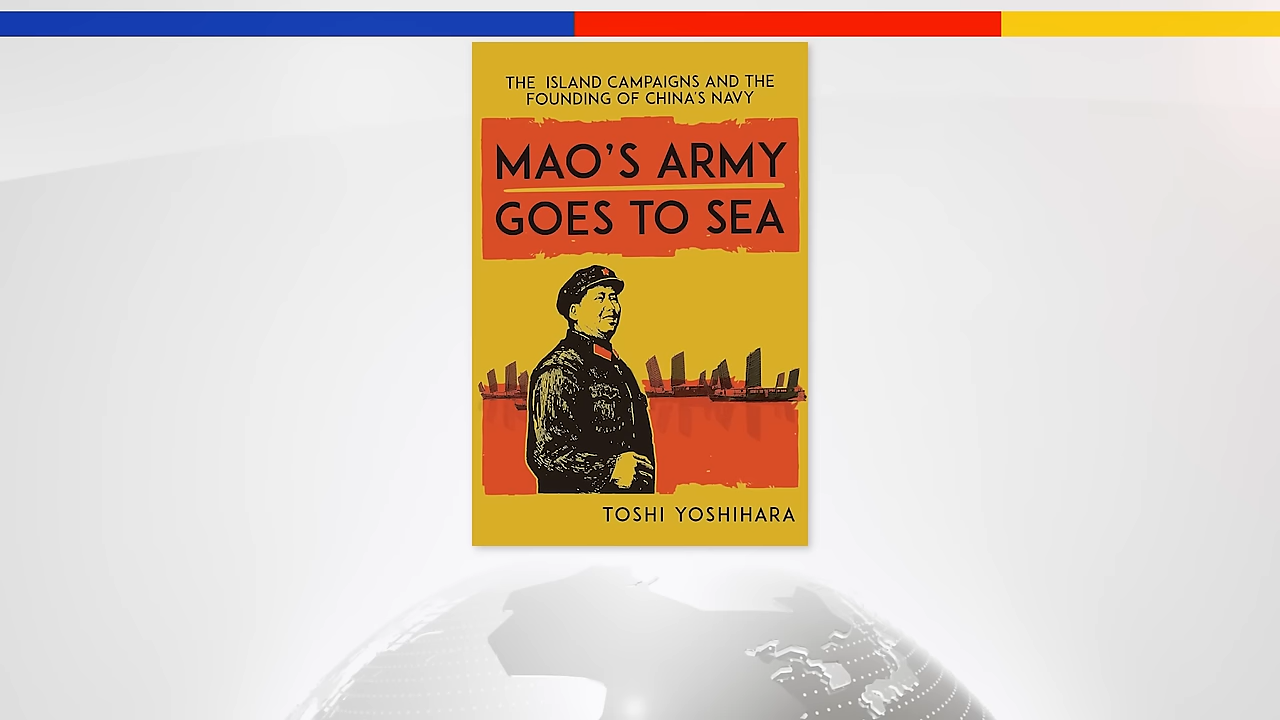 THE ISLAND CAMPAIGNS AND THE
FOUNDING OF CHINA'S NAVY
MAO'S ARMY
GOES TO SEA
TOSHI YOSHIHARA